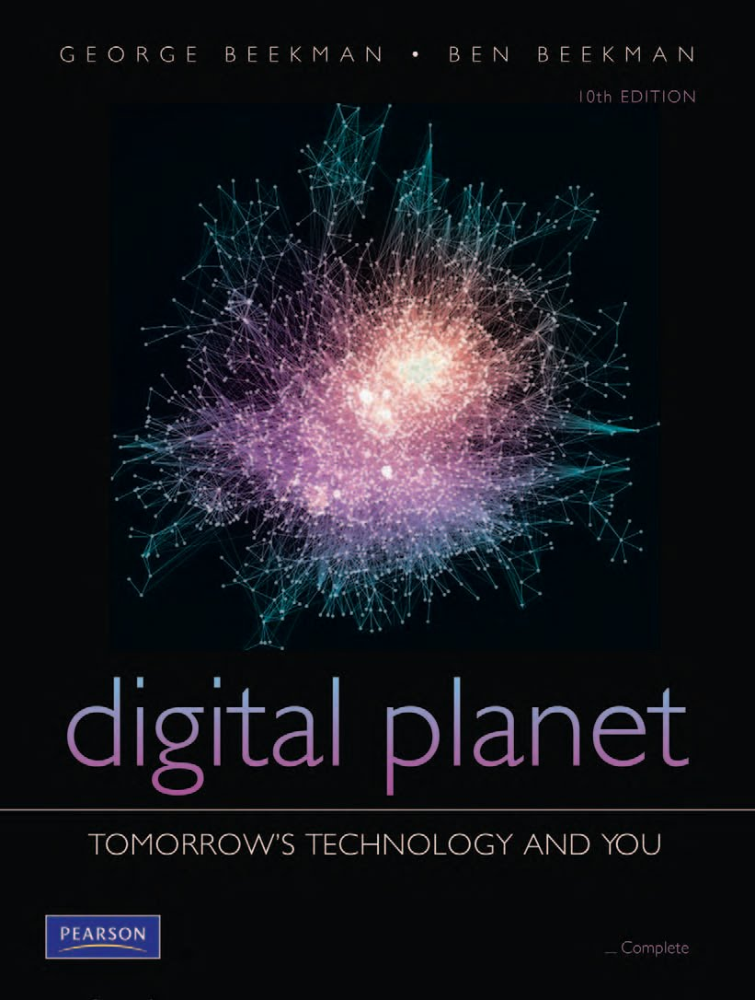 GEORGE BEEKMAN • BEN BEEKMAN
10th EDITION
digital planet
TOMORROW'S TECHNOLOGY AND YOU
PEARSON
_ Complete